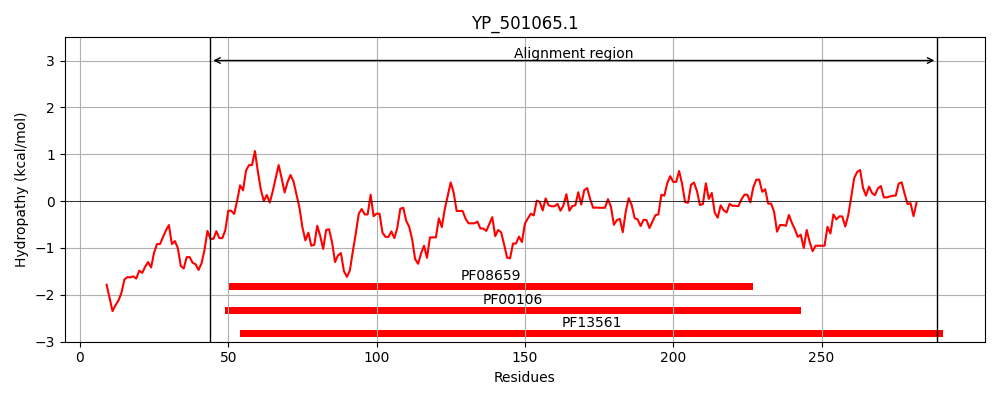 YP_501065.1
Alignment region
Hydropathy (kcal/mol)
3
2
1
0
−1
−2
−3
PF08659
PF00106
PF13561
0 50 100 150 200 250
Residues